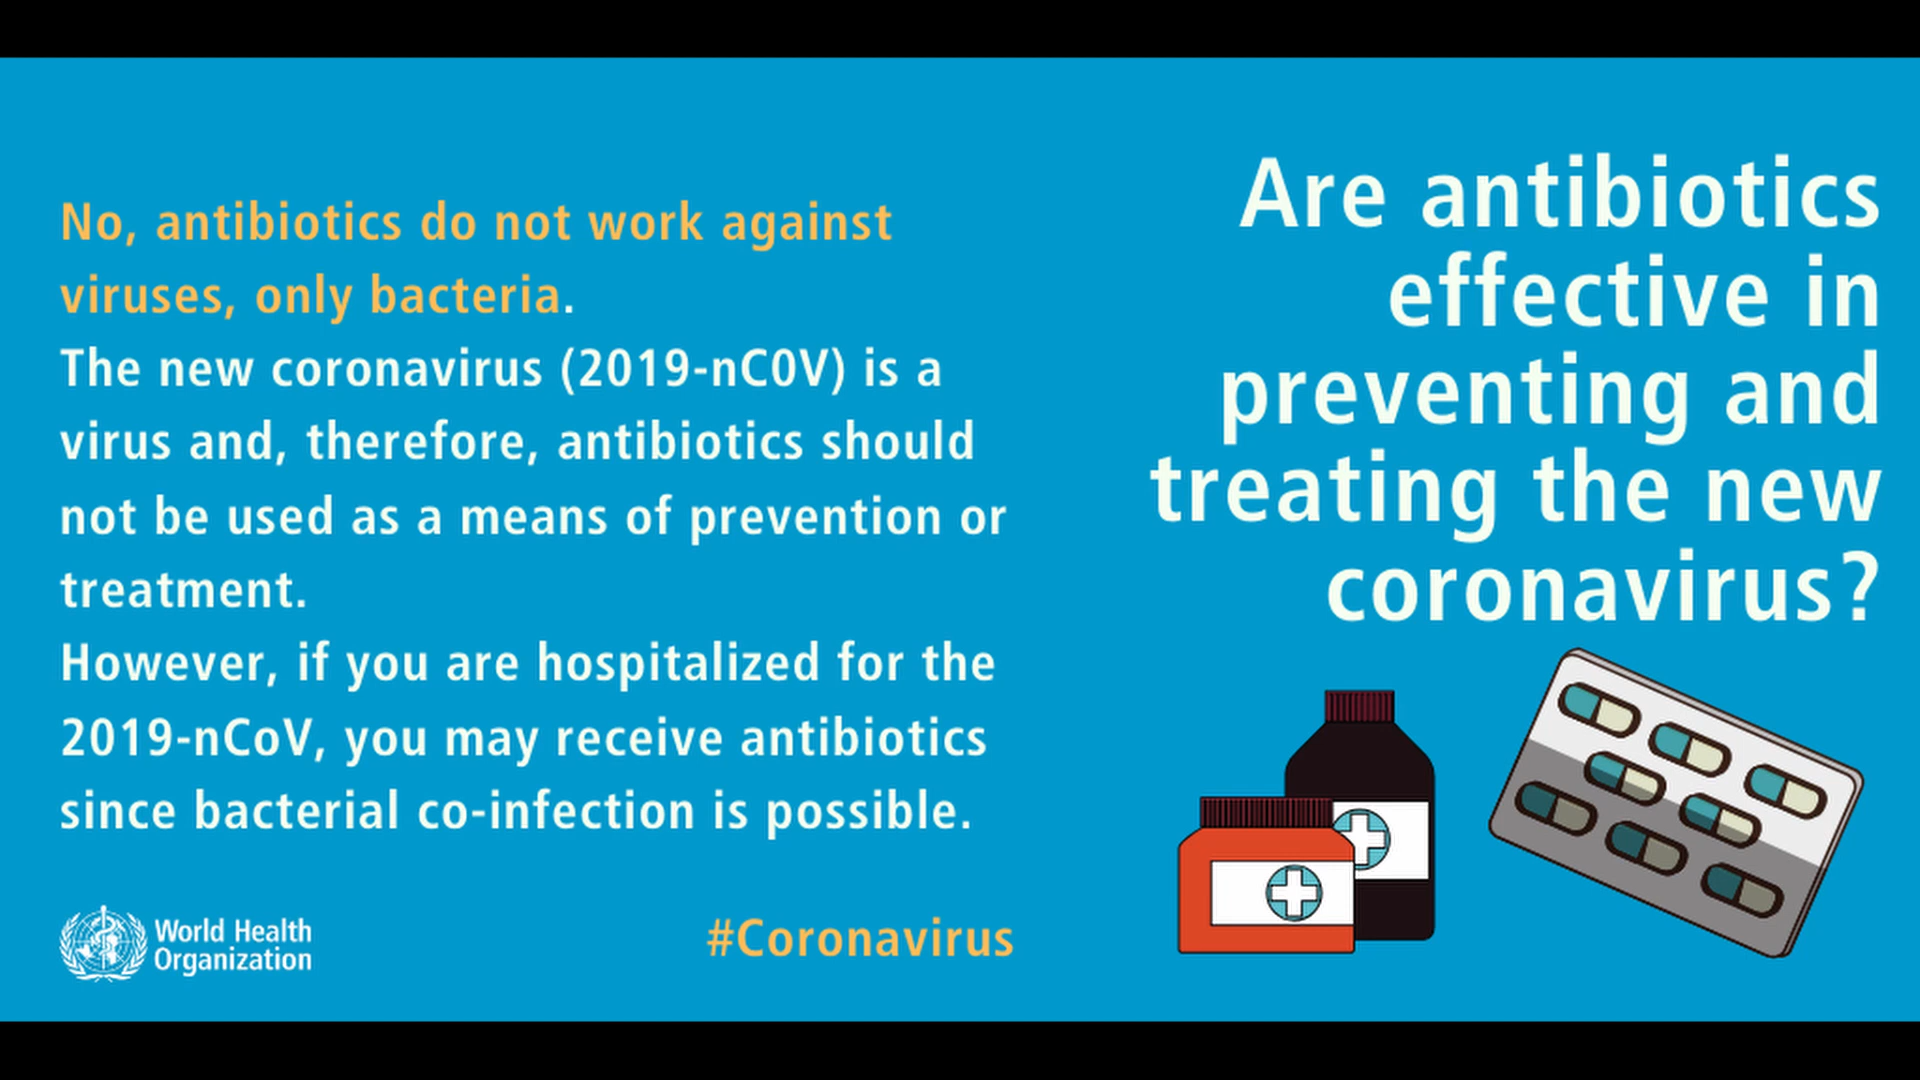 Are antibiotics
effective in
preventing and
treating the new
coronavirus?
No, antibiotics do not work against
viruses, only bacteria.
The new coronavirus (2019-nC0V) is a
virus and, therefore, antibiotics should
not be used as a means of prevention or
treatment.
However, if you are hospitalized for the
2019-nCoV, you may receive antibiotics
since bacterial co-infection is possible.
World Health
Organization
#Coronavirus